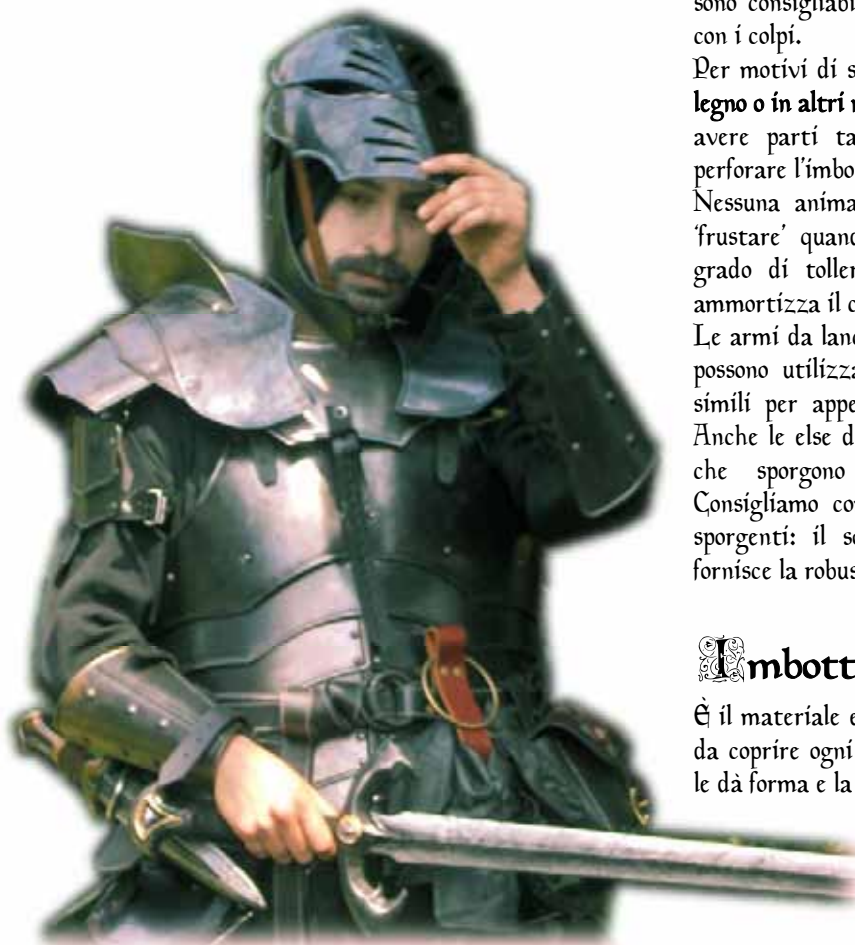 sono consigliabi
con i colpi.
Per motivi di s
legno o in altri
avere parti ta
perforare l'imbo
Nessuna anima
'frustare' quand
grado di toller
ammortizza il c
Le armi da lanc
possono utilizza
simili per appe
Anche le else d
che sporgono
Consigliamo co
sporgenti: il s
fornisce la robus
Imbott
È il materiale e
da coprire ogni
le dà forma e la